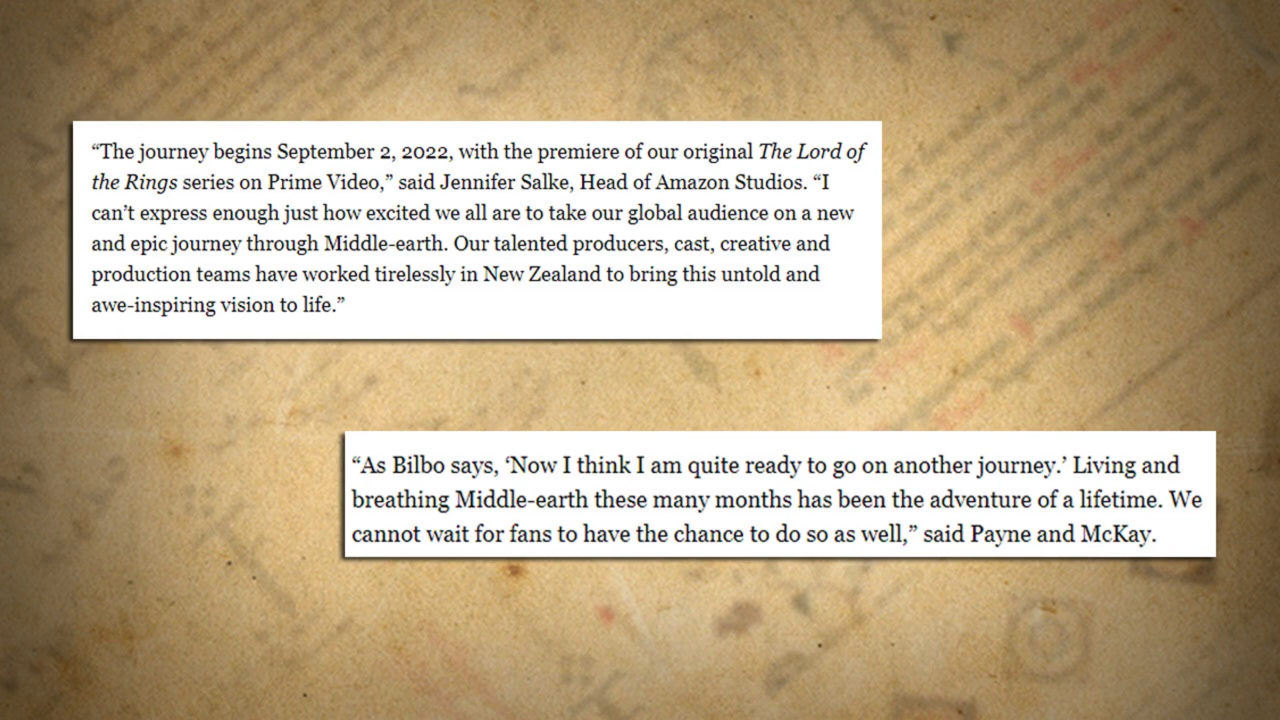 “The journey begins September 2, 2022, with the premiere of our original The Lord of
the Rings series on Prime Video,” said Jennifer Salke, Head of Amazon Studios. “I
can’t express enough just how excited we all are to take our global audience on a new
and epic journey through Middle-earth. Our talented producers, cast, creative and
production teams have worked tirelessly in New Zealand to bring this untold and
awe-inspiring vision to life.”
“As Bilbo says, ‘Now I think I am quite ready to go on another journey.’ Living and
breathing Middle-earth these many months has been the adventure of a lifetime. We
cannot wait for fans to have the chance to do so as well,” said Payne and McKay.